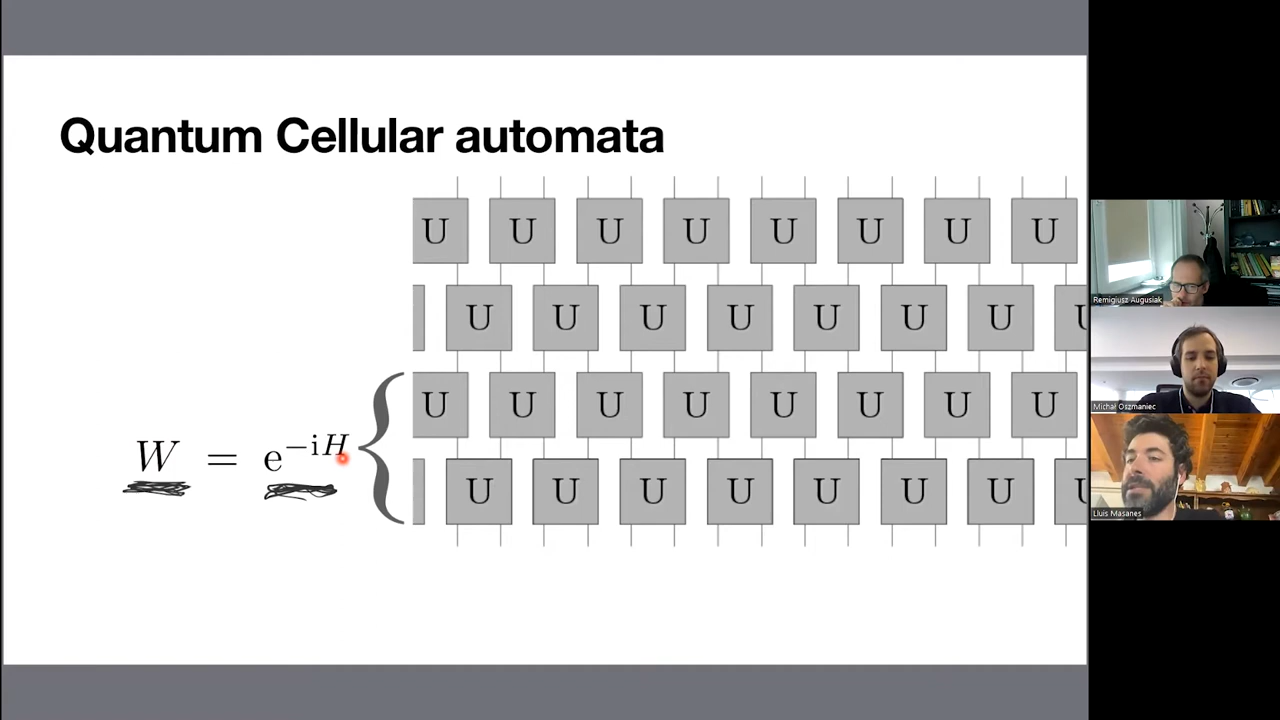 Quantum Cellular automata
U U U U U U U U
U U U U U U U U
U U U U U U U U
W = e^{-iH}
U U U U U U U U
Remigiusz Augusiak
Michał Oszmaniec
Lluis Masanes